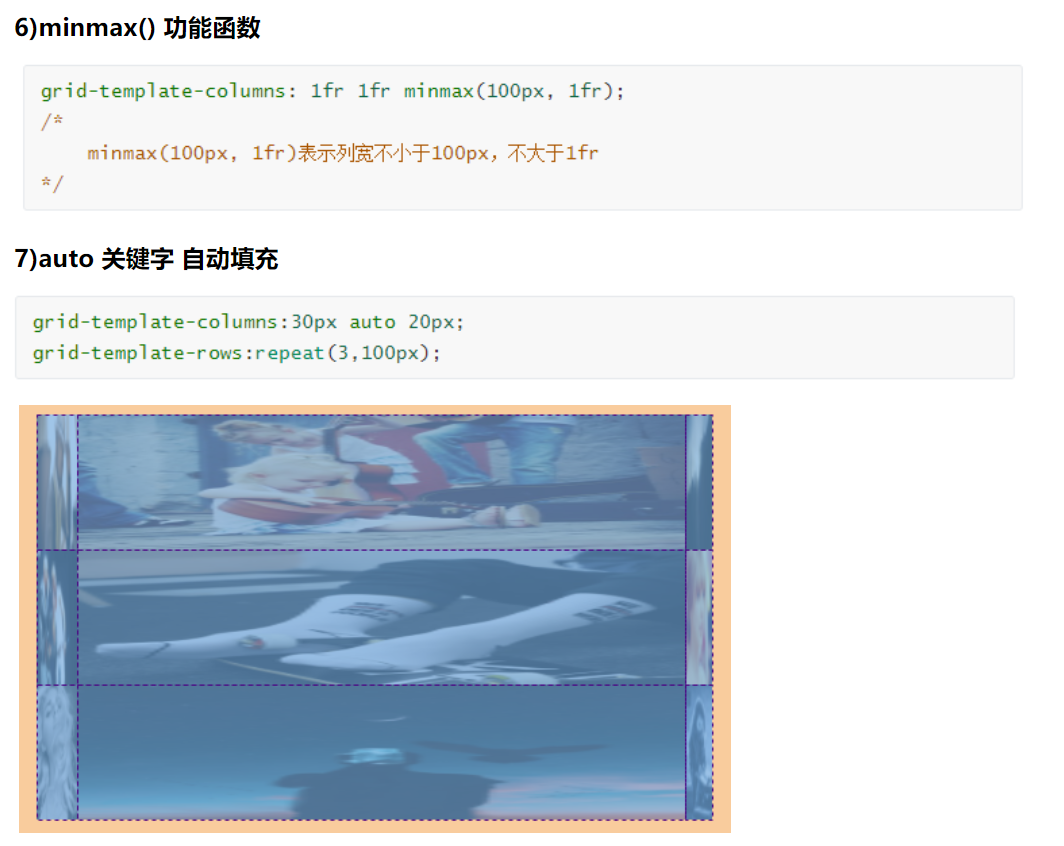 6)minmax() 功能函数
grid-template-columns: 1fr 1fr minmax(100px, 1fr);
/*
minmax(100px, 1fr)表示列宽不小于100px，不大于1fr
*/
7)auto 关键字 自动填充
grid-template-columns:30px auto 20px;
grid-template-rows:repeat(3,100px);